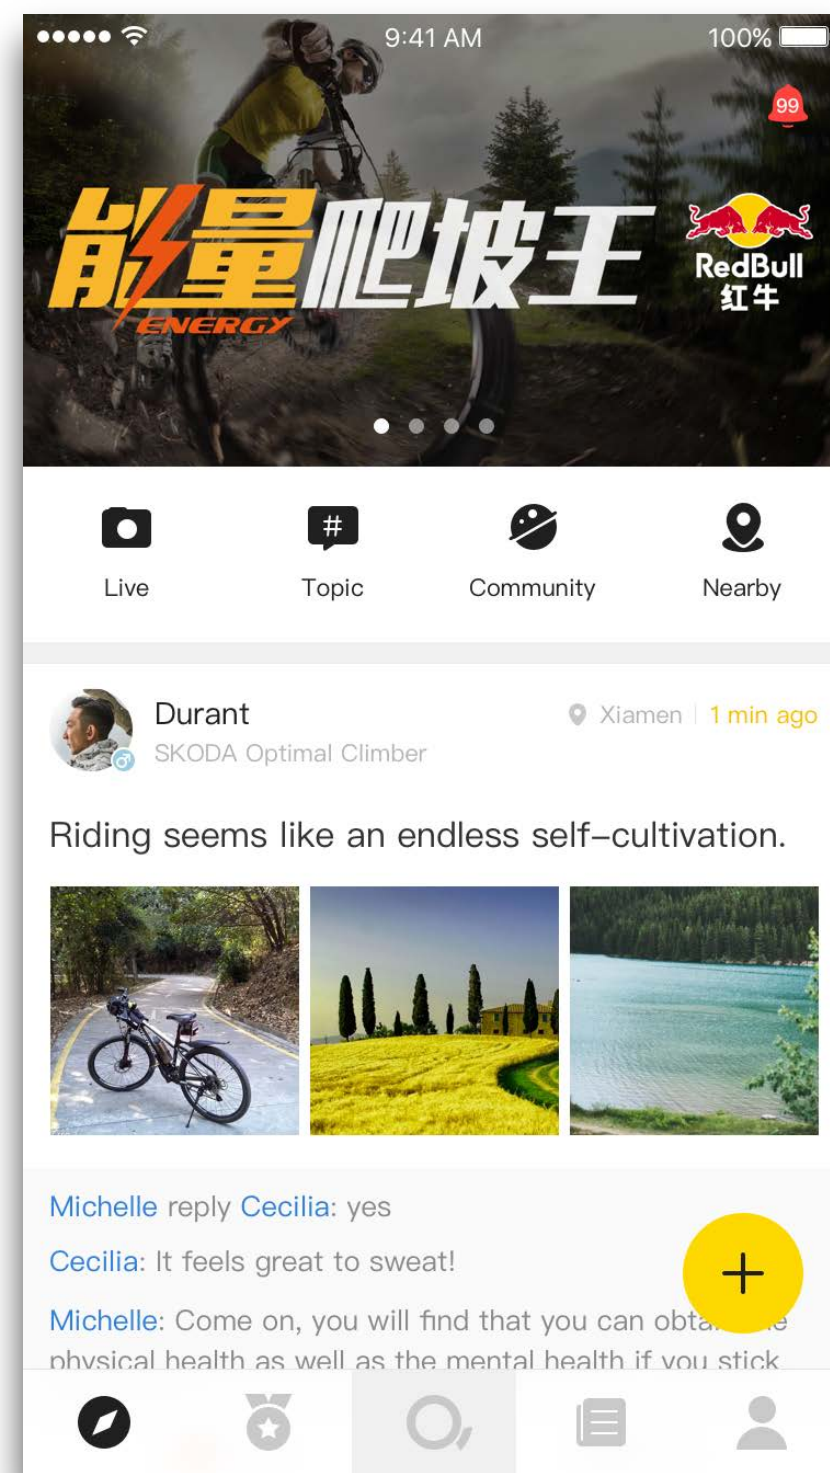 9:41 AM
100%
99
能量爬坡王
ENERGY
RedBull
红牛
Live
Topic
Community
Nearby
Durant
Xiamen
1 min ago
SKODA Optimal Climber
Riding seems like an endless self-cultivation.
Michelle reply Cecilia: yes
Cecilia: It feels great to sweat!
Michelle: Come on, you will find that you can
physical health as well as the mental health if you stick